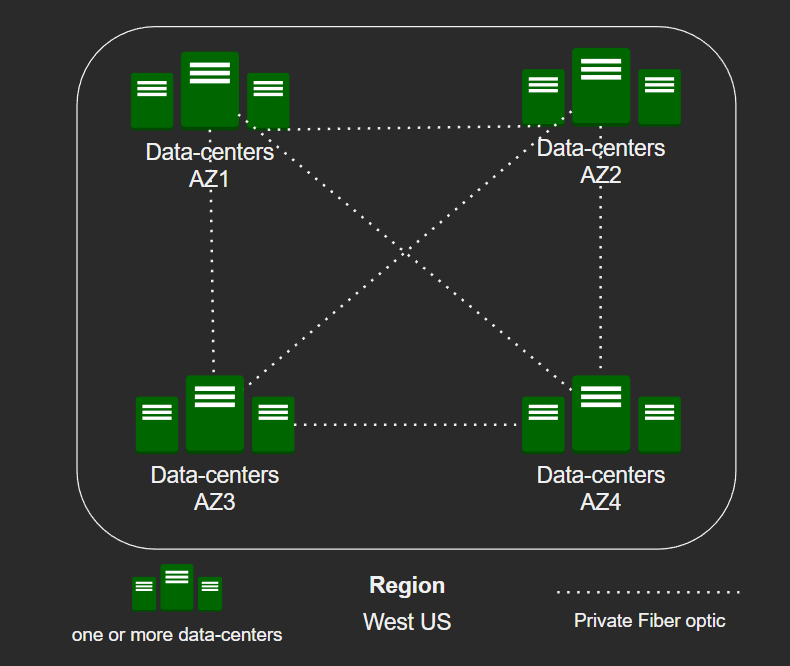 Data-centers
AZ1
Data-centers
AZ2
Data-centers
AZ3
Data-centers
AZ4
one or more data-centers
Region
West US
Private Fiber optic